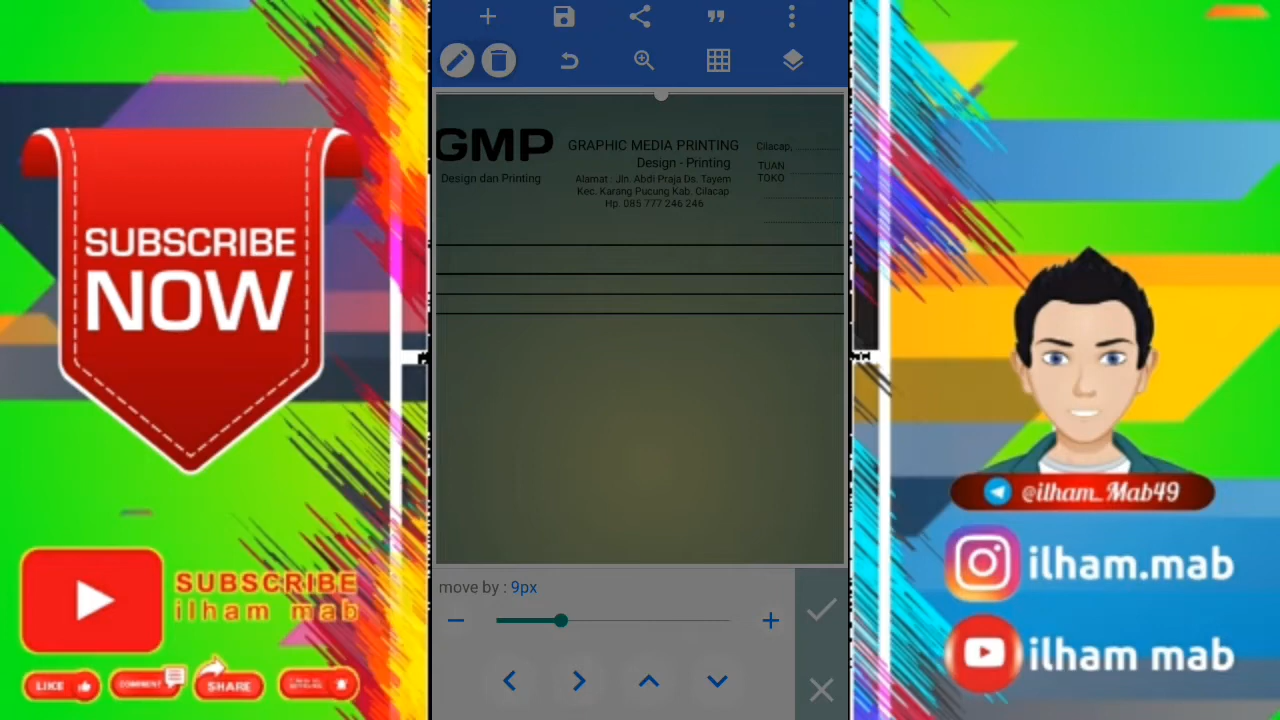 SUBSCRIBE
NOW
SUBSCRIBE
ilham mab
LIKE
COMMENT
SHARE
GMP
Design dan Printing
GRAPHIC MEDIA PRINTING
Design - Printing
Alamat : Jln. Abdi Praja Ds. Tayem
Kec. Karang Pucung Kab. Cilacap
Hp. 085 777 246 246
Cilacap,
TUAN
TOKO
move by : 9px
@ilham_Mab49
ilham.mab
ilham mab